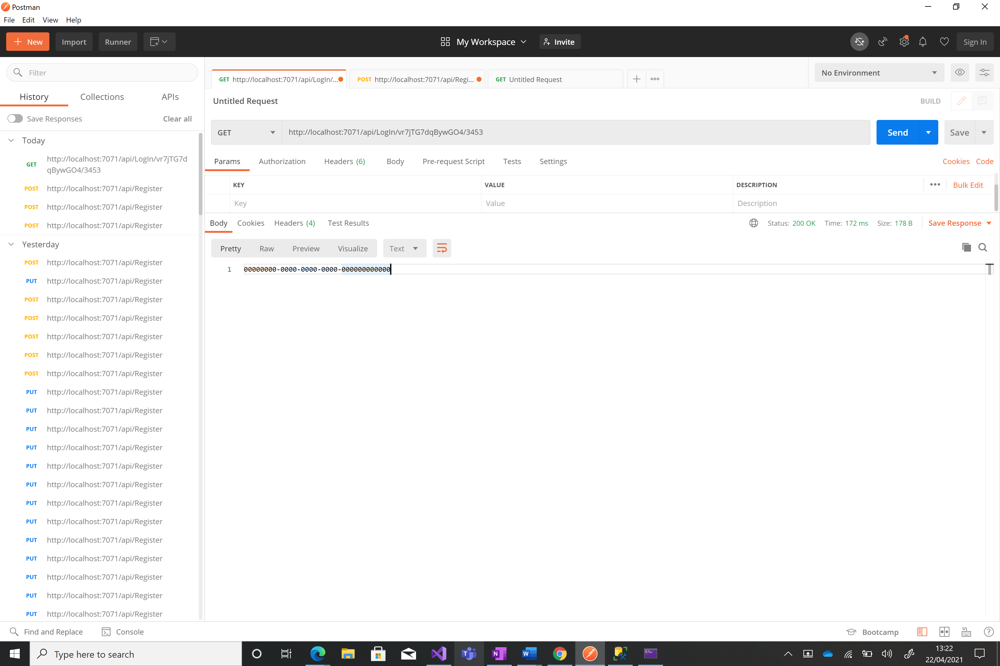 Postman
File Edit View Help
New Import Runner My Workspace Invite Sign In
Filter
History Collections APIs
Save Responses Clear all
Today
GET http://localhost:7071/api/LogIn/vr7jTG7d
qBywGO4/3453
POST http://localhost:7071/api/Register
POST http://localhost:7071/api/Register
POST http://localhost:7071/api/Register
Yesterday
POST http://localhost:7071/api/Register
PUT http://localhost:7071/api/Register
POST http://localhost:7071/api/Register
POST http://localhost:7071/api/Register
POST http://localhost:7071/api/Register
POST http://localhost:7071/api/Register
POST http://localhost:7071/api/Register
PUT http://localhost:7071/api/Register
PUT http://localhost:7071/api/Register
PUT http://localhost:7071/api/Register
PUT http://localhost:7071/api/Register
PUT http://localhost:7071/api/Register
PUT http://localhost:7071/api/Register
PUT http://localhost:7071/api/Register
PUT http://localhost:7071/api/Register
PUT http://localhost:7071/api/Register
PUT http://localhost:7071/api/Register
PUT http://localhost:7071/api/Register
PUT http://localhost:7071/api/Register
PUT http://localhost:7071/api/Register
GET http://localhost:7071/api/LogIn/... POST http://localhost:7071/api/Regi... GET Untitled Request No Environment
Untitled Request BUILD
GET http://localhost:7071/api/LogIn/vr7jTG7dqBywGO4/3453 Send Save
Params Authorization Headers (6) Body Pre-request Script Tests Settings Cookies Code
KEY VALUE DESCRIPTION Bulk Edit
Key Value Description
Body Cookies Headers (4) Test Results Status: 200 OK Time: 172 ms Size: 178 B Save Response
Pretty Raw Preview Visualize Text
1 00000000-0000-0000-0000-000000000000
Find and Replace Console Bootcamp
Type here to search
13:22
22/04/2021